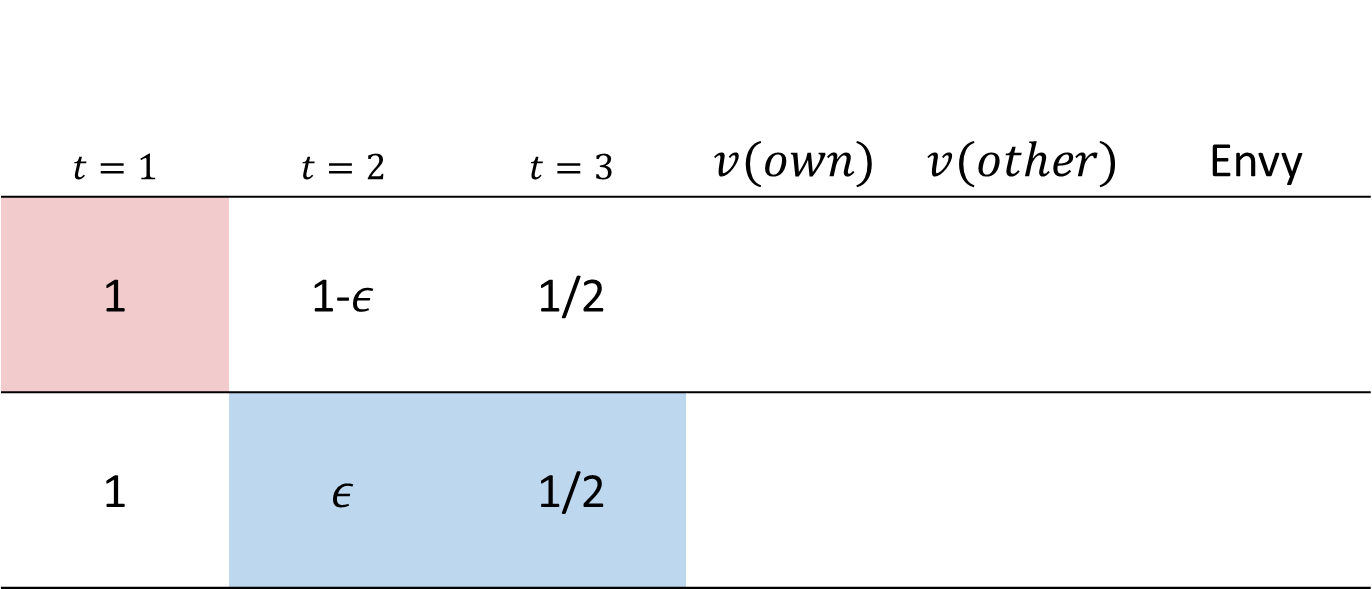 t = 1 t = 2 t = 3 v(own) v(other) Envy
1 1-ϵ 1/2
1 ϵ 1/2